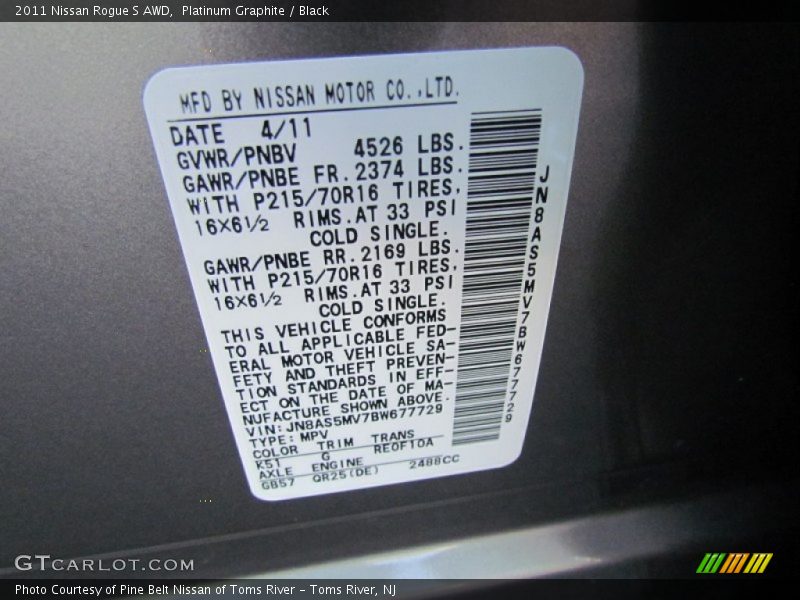 2011 Nissan Rogue S AWD, Platinum Graphite / Black
MFD BY NISSAN MOTOR CO.,LTD.
DATE 4/11
GVWR/PNBV 4526 LBS.
GAWR/PNBE FR.2374 LBS.
WITH P215/70R16 TIRES,
16X6½ RIMS.AT 33 PSI
COLD SINGLE.
GAWR/PNBE RR.2169 LBS.
WITH P215/70R16 TIRES,
16X6½ RIMS.AT 33 PSI
COLD SINGLE.
THIS VEHICLE CONFORMS
TO ALL APPLICABLE FED-
ERAL MOTOR VEHICLE SA-
FETY AND THEFT PREVEN-
TION STANDARDS IN EFF-
ECT ON THE DATE OF MA-
NUFACTURE SHOWN ABOVE.
VIN:JN8AS5MV7BW677729
TYPE:MPV
COLOR TRIM TRANS
K51 G RE0F10A
AXLE ENGINE
GB57 QR25(DE) 2488CC
JN8AS5MV7BW677729
GTCARLOT.COM
Photo Courtesy of Pine Belt Nissan of Toms River – Toms River, NJ